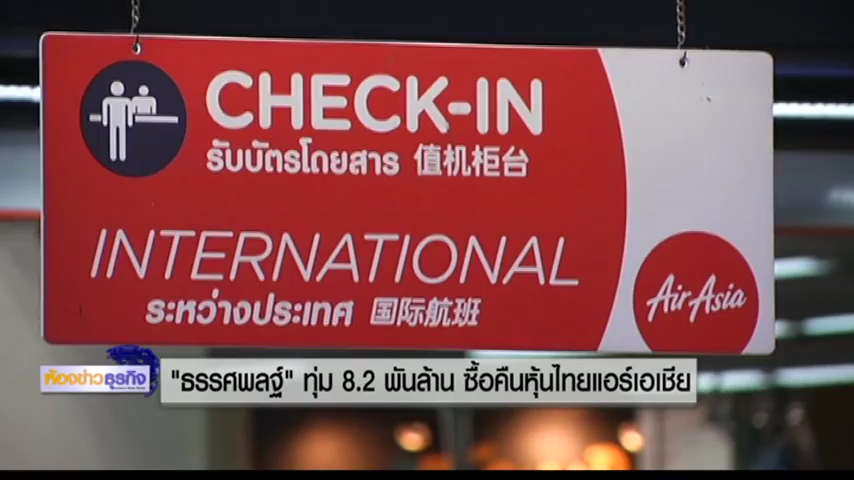 CHECK-IN
รับบัตรโดยสาร 值机柜台
INTERNATIONAL
ระหว่างประเทศ 国际航班
AirAsia
ห้องข่าวธุรกิจ
"ธรรศพลฐ์" ทุ่ม 8.2 พันล้าน ซื้อคืนหุ้นไทยแอร์เอเชีย